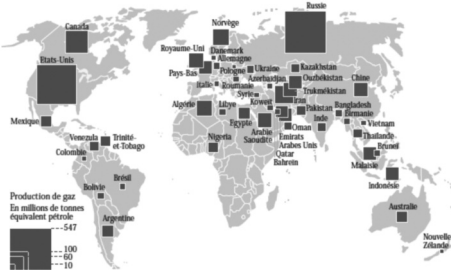 Russie
Canada
Norvège
Royaume-Uni
Danemark
Allemagne
Etats-Unis
Pologne
Ukraine
Kazakhstan
Pays-Bas
Azerbaïdjan
Ouzbékistan
Chine
Italie
Roumanie
Turkménistan
Syrie
Iran
Mexique
Algérie
Libye
Koweït
Pakistan
Bangladesh
Birmanie
Egypte
Inde
Vietnam
Venezuela
Trinité-
et-Tobago
Arabie
Saoudite
Oman
Emirats
Arabes Unis
Thaïlande
Colombie
Nigeria
Qatar
Bahreïn
Brunei
Malaisie
Brésil
Indonésie
Bolivie
Production de gaz
En millions de tonnes
équivalent pétrole
547
100
60
10
Argentine
Australie
Nouvelle
Zélande